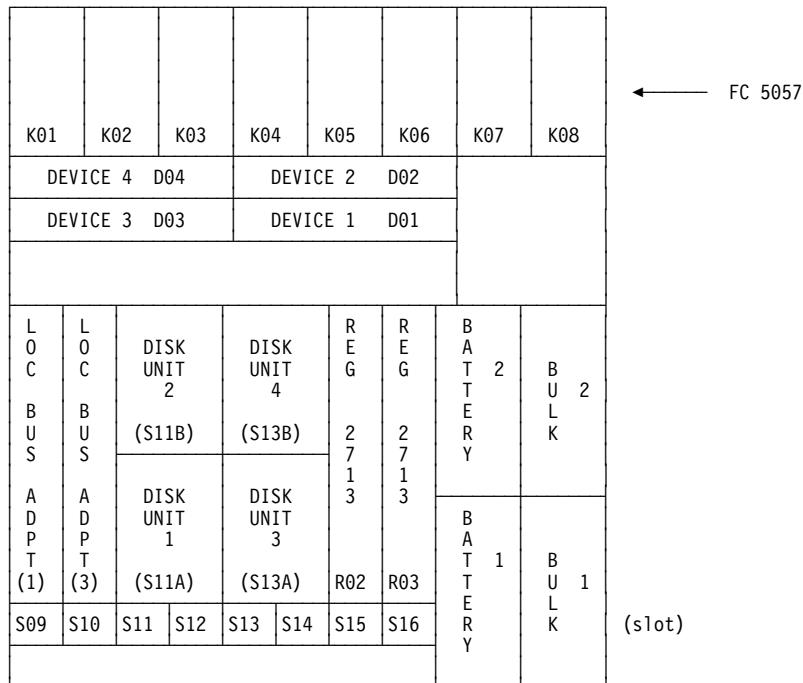 FC 5057
K01 K02 K03 K04 K05 K06 K07 K08
DEVICE 4 D04 DEVICE 2 D02
DEVICE 3 D03 DEVICE 1 D01
LOC BUS ADPT (1)
LOC BUS ADPT (3)
DISK UNIT 2 (S11B)
DISK UNIT 4 (S13B)
DISK UNIT 1 (S11A)
DISK UNIT 3 (S13A)
REG 2713 R02
REG 2713 R03
BATTERY 2
BULK 2
BATTERY 1
BULK 1
S09 S10 S11 S12 S13 S14 S15 S16 (slot)